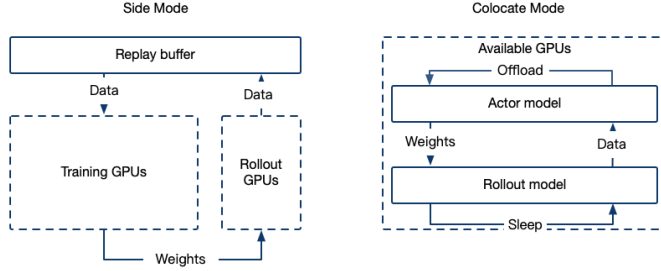 Side Mode
Replay buffer
Data
Data
Training GPUs
Rollout
GPUs
Weights
Colocate Mode
Available GPUs
Offload
Actor model
Weights
Data
Rollout model
Sleep